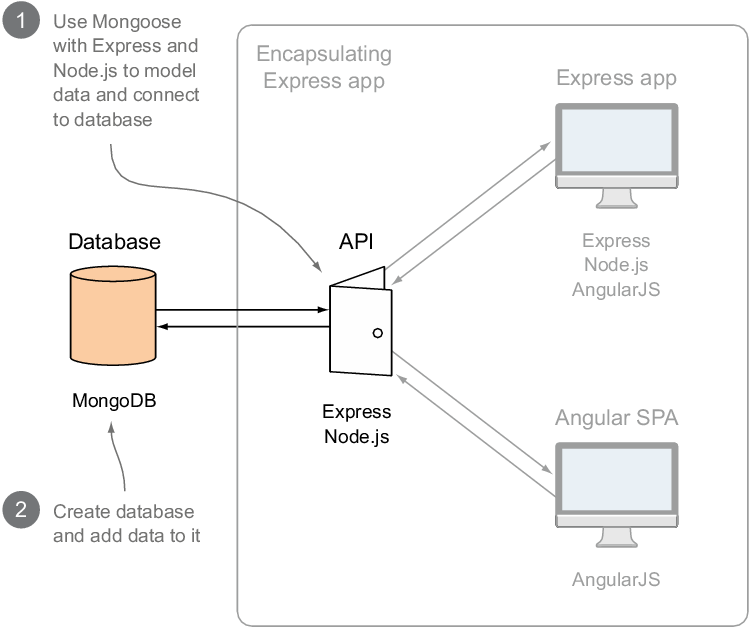 1
Use Mongoose
with Express and
Node.js to model
data and connect
to database
Encapsulating
Express app
Express app
Express
Node.js
AngularJS
Database
API
MongoDB
Express
Node.js
Angular SPA
AngularJS
2
Create database
and add data to it